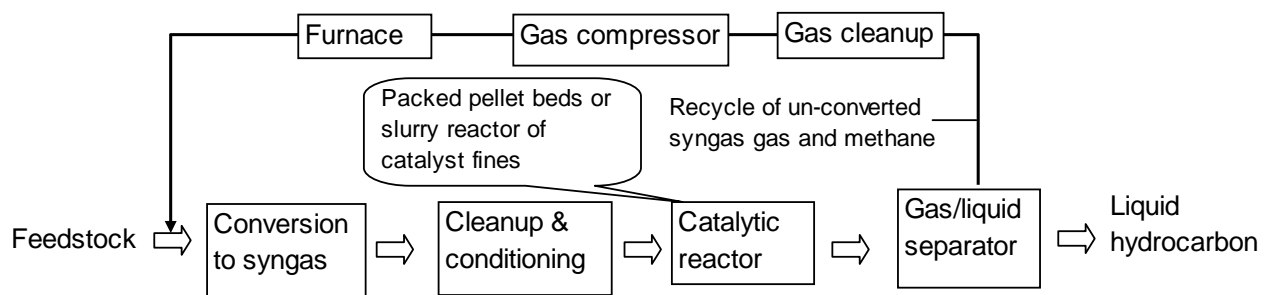 Furnace
Gas compressor
Gas cleanup
Packed pellet beds or
slurry reactor of
catalyst fines
Recycle of un-converted
syngas gas and methane
Feedstock
Conversion
to syngas
Cleanup &
conditioning
Catalytic
reactor
Gas/liquid
separator
Liquid
hydrocarbon